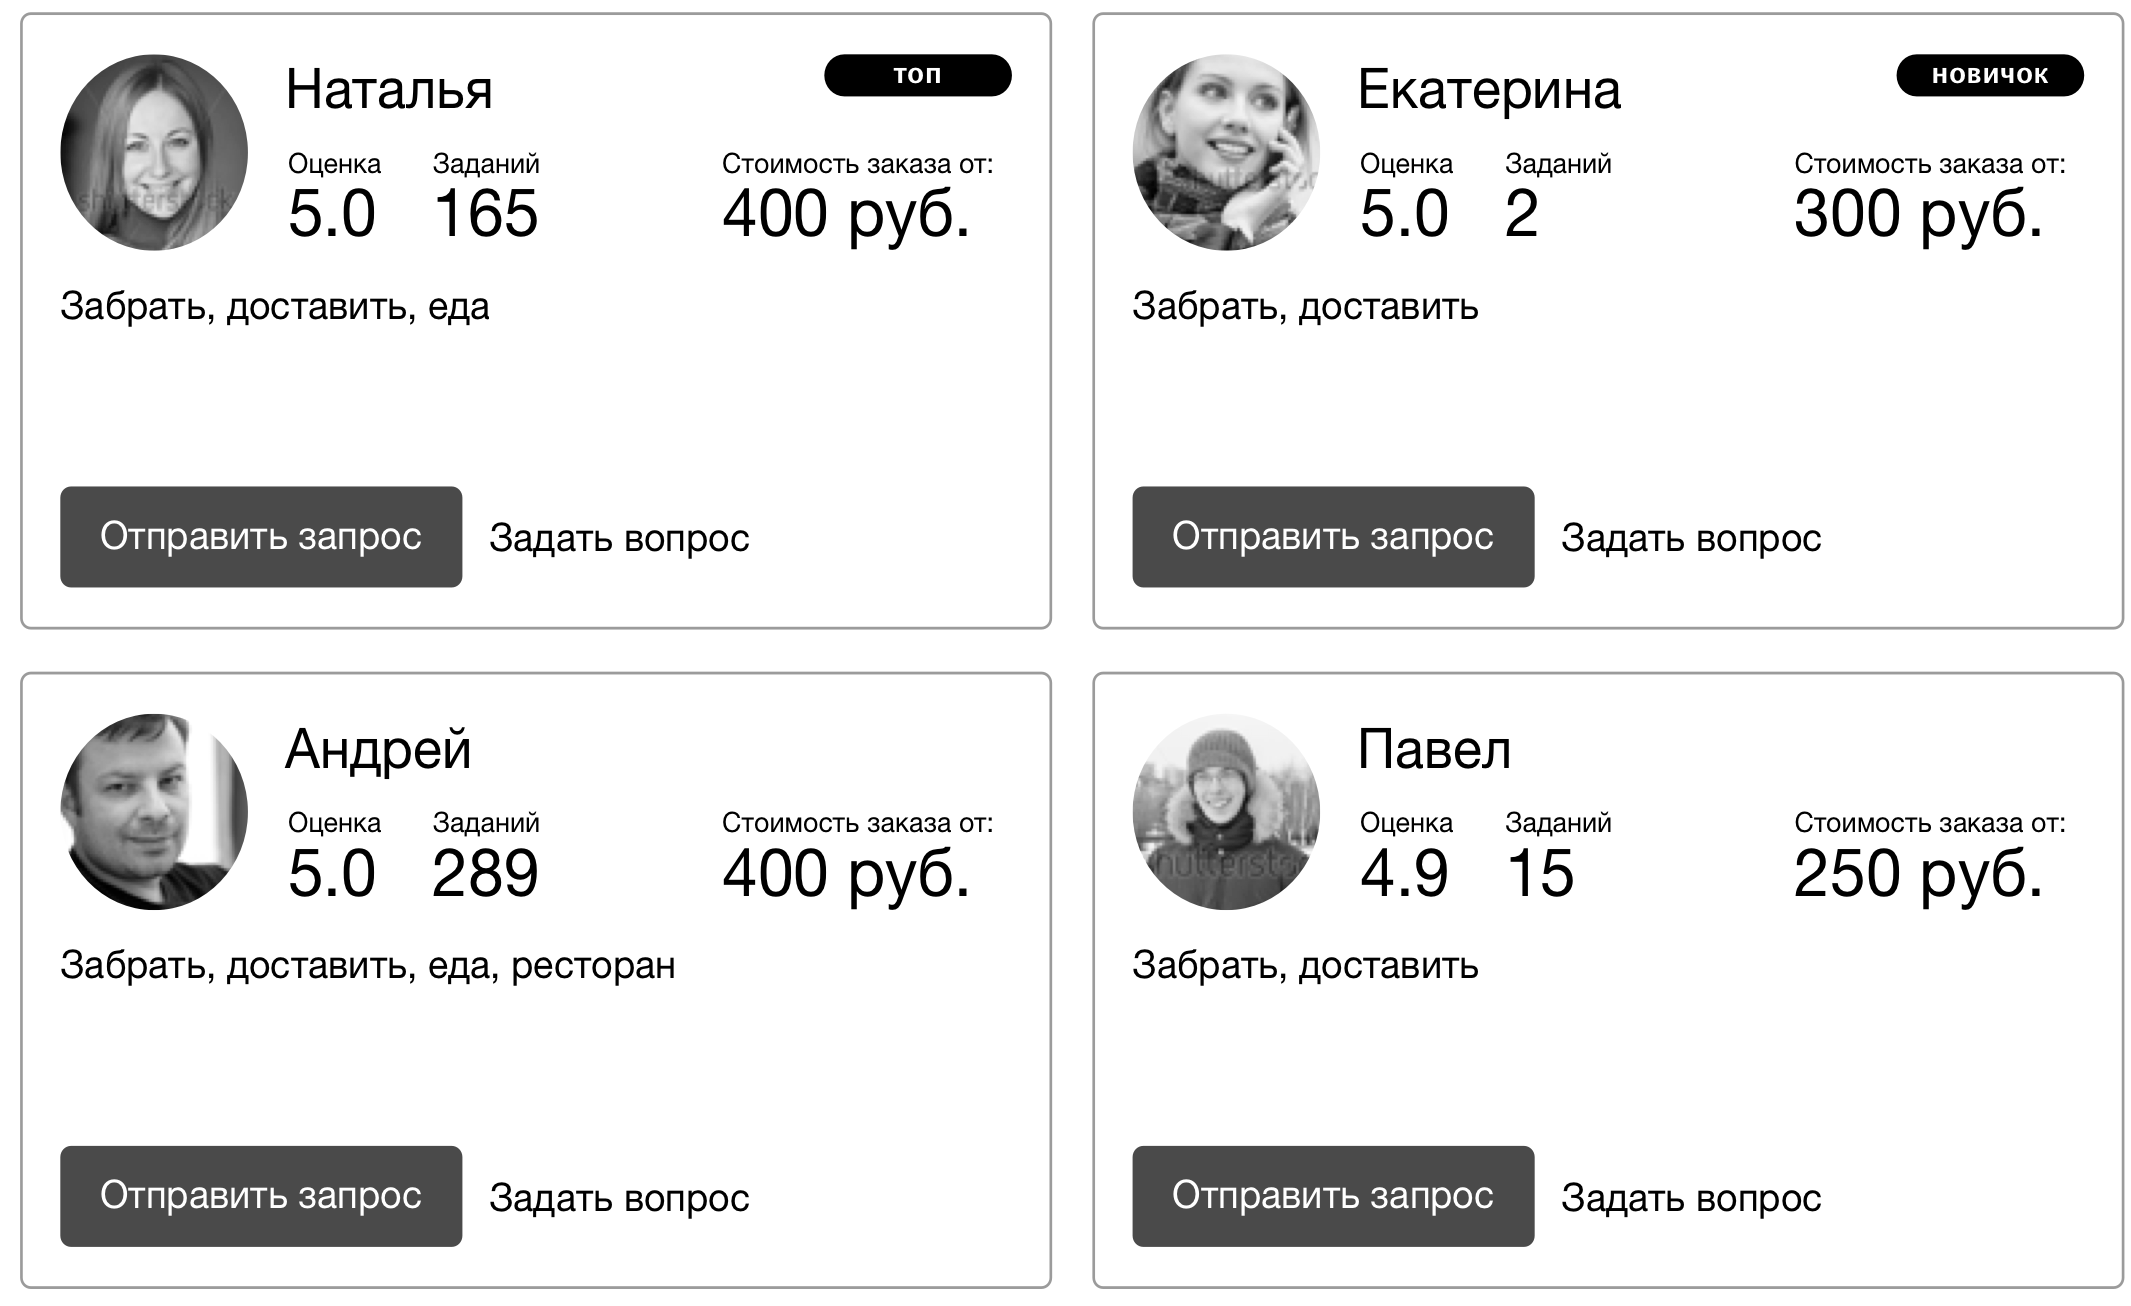 Наталья
ТОП
Оценка Заданий Стоимость заказа от:
5.0 165 400 руб.
Забрать, доставить, еда
Отправить запрос Задать вопрос
Екатерина
НОВИЧОК
Оценка Заданий Стоимость заказа от:
5.0 2 300 руб.
Забрать, доставить
Отправить запрос Задать вопрос
Андрей
Оценка Заданий Стоимость заказа от:
5.0 289 400 руб.
Забрать, доставить, еда, ресторан
Отправить запрос Задать вопрос
Павел
Оценка Заданий Стоимость заказа от:
4.9 15 250 руб.
Забрать, доставить
Отправить запрос Задать вопрос